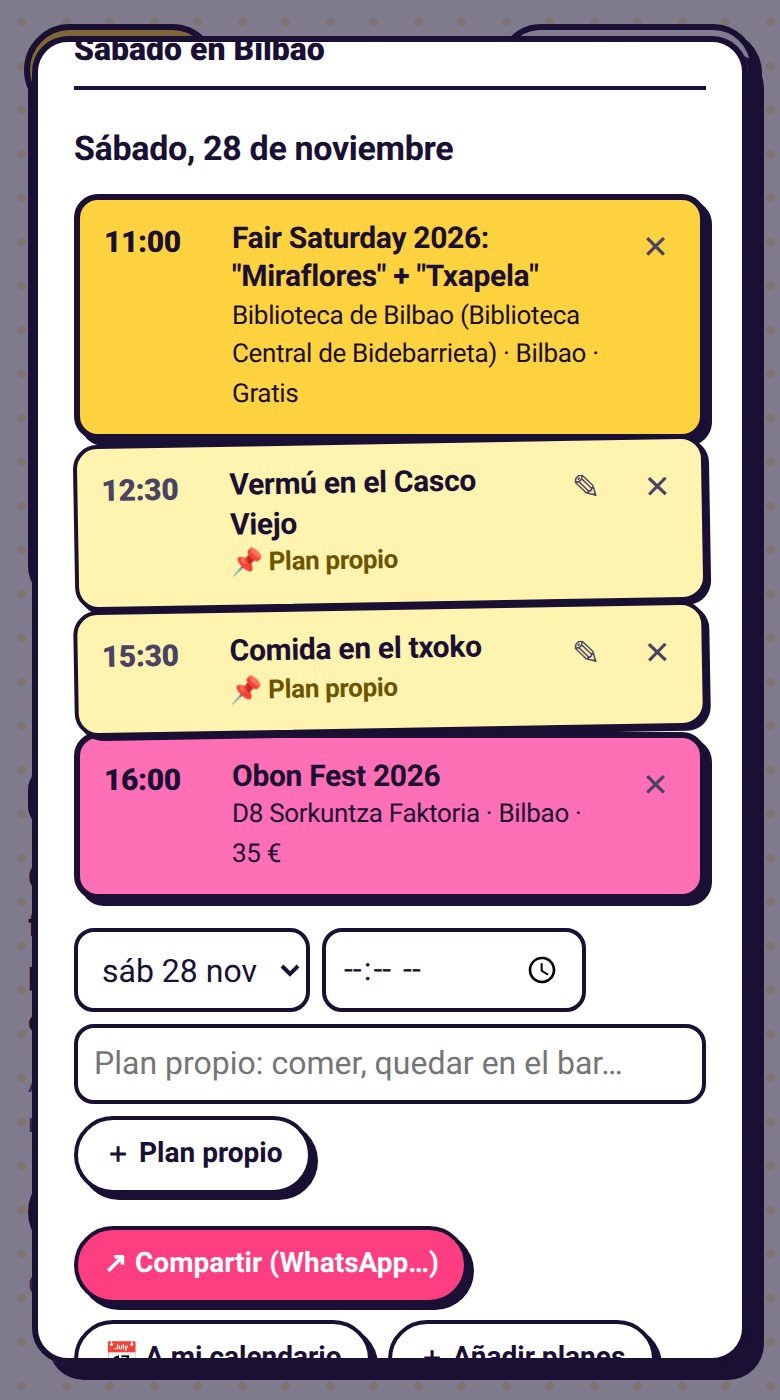 Sábado en Bilbao
Sábado, 28 de noviembre
11:00
Fair Saturday 2026:
"Miraflores" + "Txapela"
Biblioteca de Bilbao (Biblioteca
Central de Bidebarrieta) · Bilbao ·
Gratis
✕
12:30
Vermú en el Casco
Viejo
📌 Plan propio
✎ ✕
15:30
Comida en el txoko
📌 Plan propio
✎ ✕
16:00
Obon Fest 2026
D8 Sorkuntza Faktoria · Bilbao ·
35 €
✕
sáb 28 nov
--:-- --
Plan propio: comer, quedar en el bar…
+ Plan propio
↗ Compartir (WhatsApp…)
📅 A mi calendario
+ Añadir planes